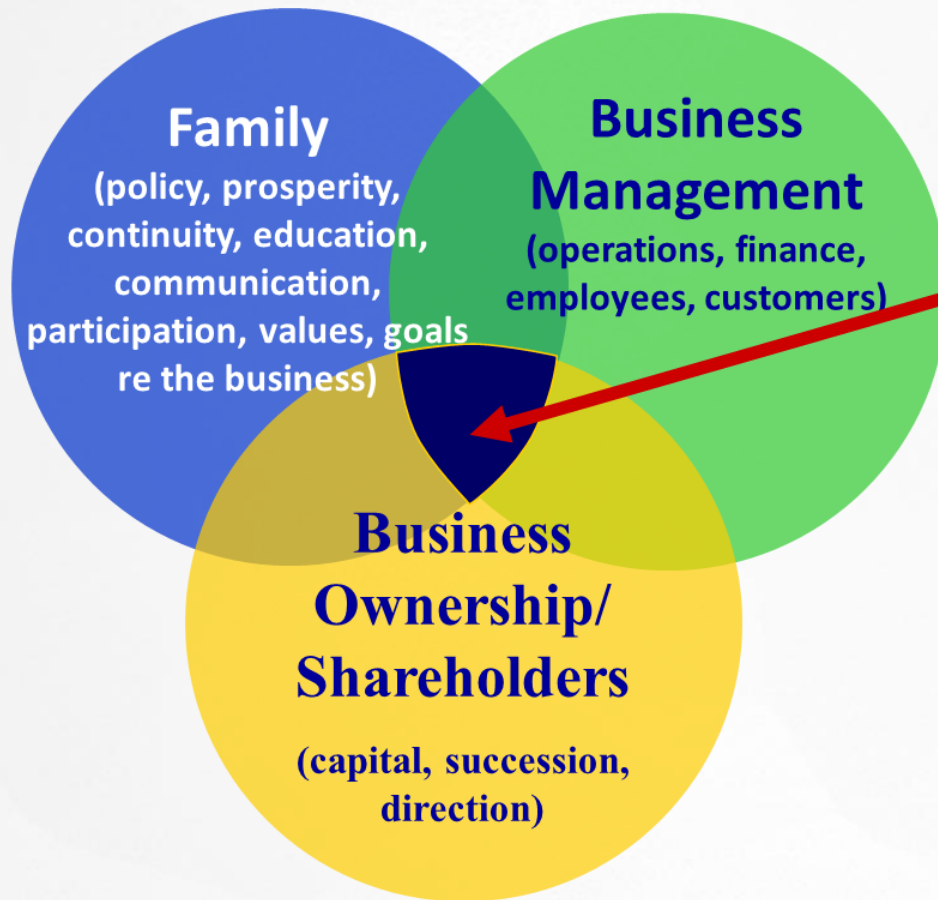 Family
(policy, prosperity,
continuity, education,
communication,
participation, values, goals
re the business)
Business
Management
(operations, finance,
employees, customers)
Business
Ownership/
Shareholders
(capital, succession,
direction)